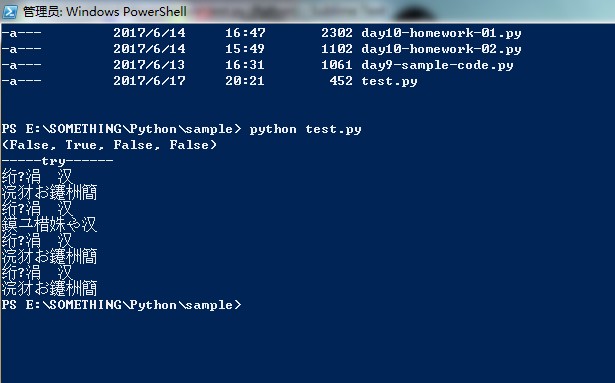 管理员: Windows PowerShell
-a---         2017/6/14     16:47       2302 day10-homework-01.py
-a---         2017/6/14     15:49       1102 day10-homework-02.py
-a---         2017/6/13     16:31       1061 day9-sample-code.py
-a---         2017/6/17     20:21        452 test.py
PS E:\SOMETHING\Python\sample> python test.py
(False, True, False, False)
-----try------
绗?涓  汉
浣犲お鑳栦簡
绗?涓  汉
鏌ユ棤姝や汉
绗?涓  汉
浣犲お鑳栦簡
绗?涓  汉
浣犲お鑳栦簡
PS E:\SOMETHING\Python\sample>